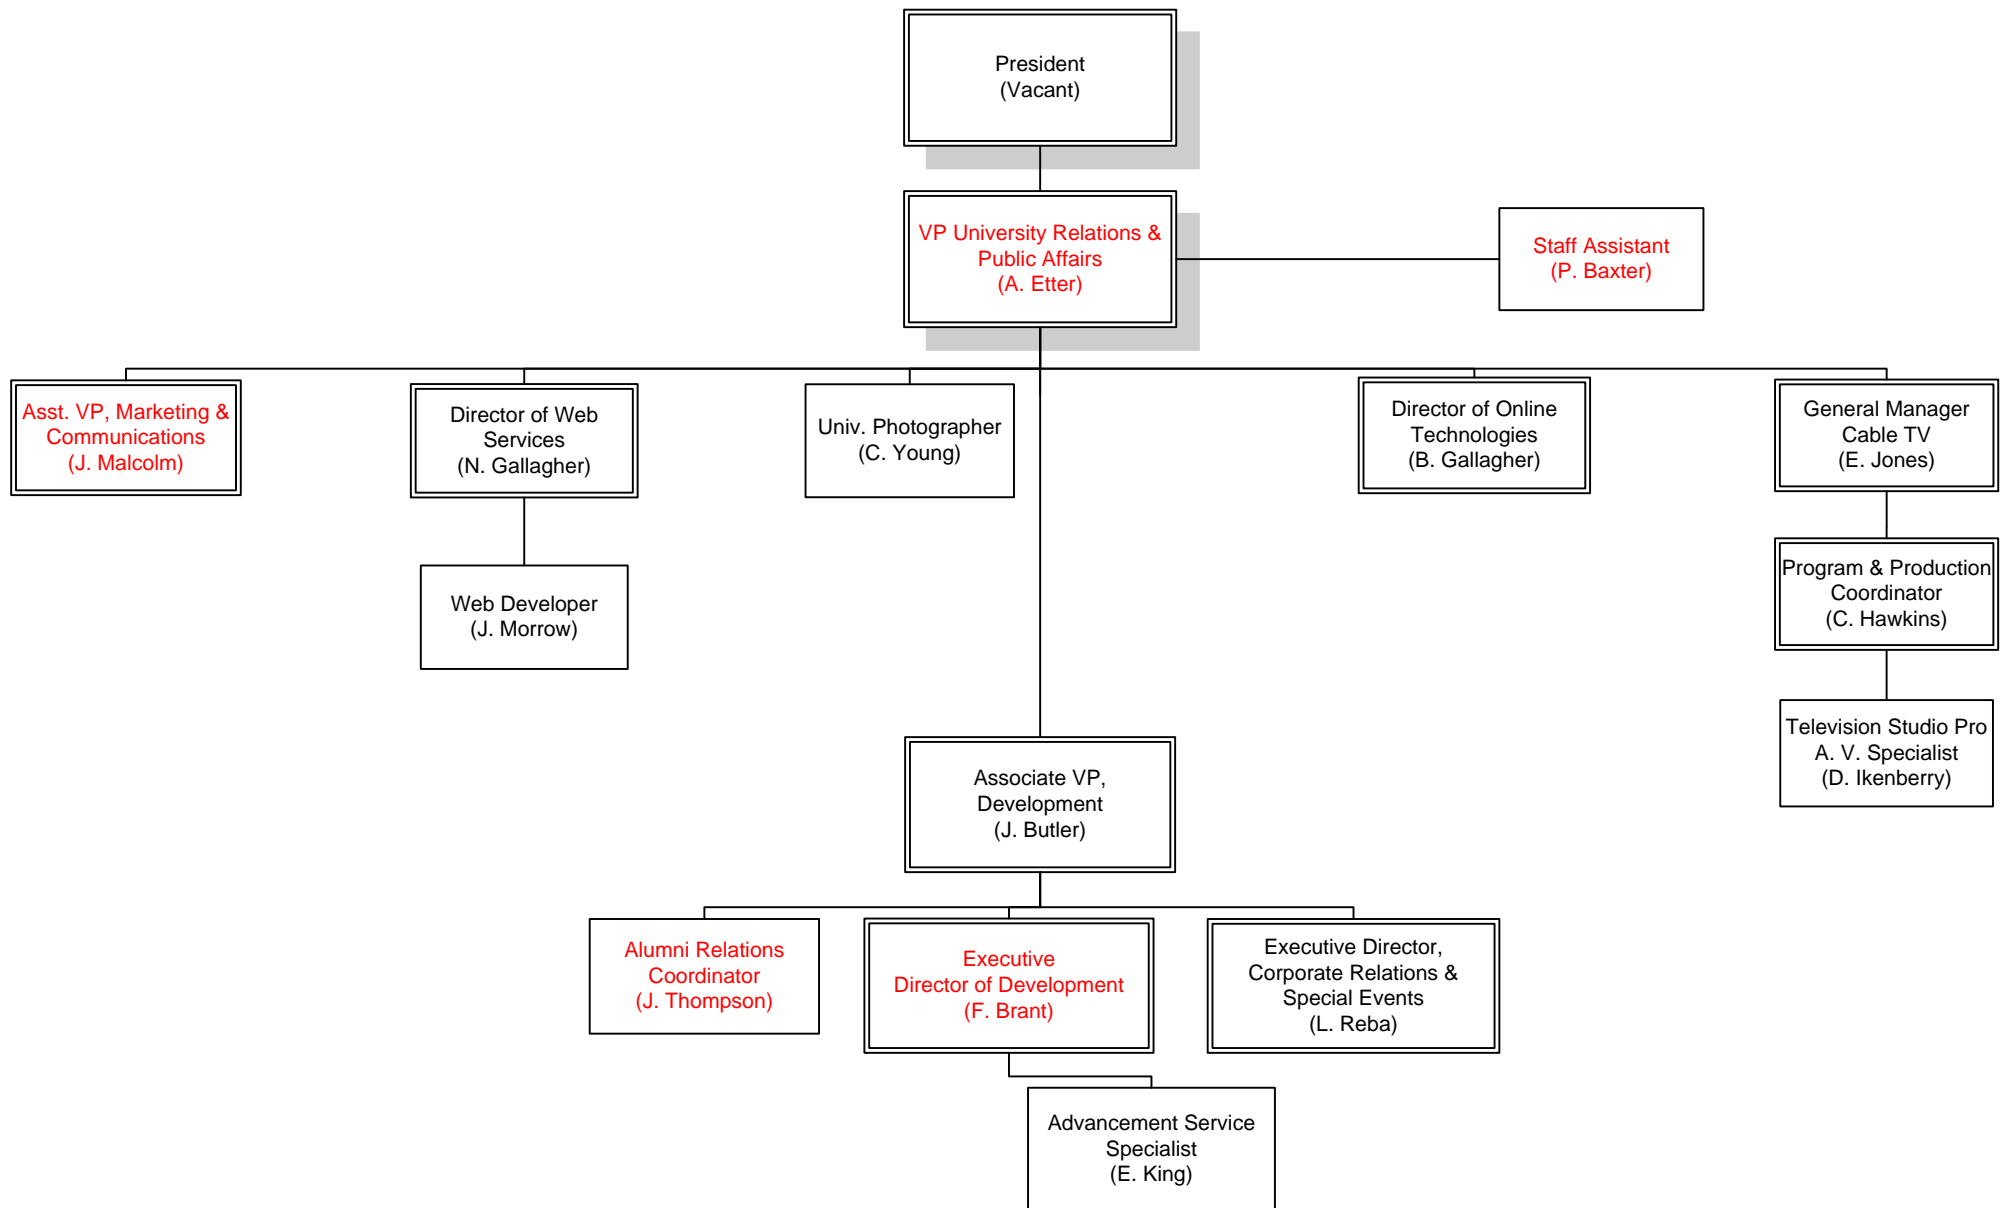 President
(Vacant)
VP University Relations &
Public Affairs
(A. Etter)
Staff Assistant
(P. Baxter)
Asst. VP, Marketing &
Communications
(J. Malcolm)
Director of Web
Services
(N. Gallagher)
Univ. Photographer
(C. Young)
Director of Online
Technologies
(B. Gallagher)
General Manager
Cable TV
(E. Jones)
Web Developer
(J. Morrow)
Program & Production
Coordinator
(C. Hawkins)
Television Studio Pro
A. V. Specialist
(D. Ikenberry)
Associate VP,
Development
(J. Butler)
Alumni Relations
Coordinator
(J. Thompson)
Executive
Director of Development
(F. Brant)
Executive Director,
Corporate Relations &
Special Events
(L. Reba)
Advancement Service
Specialist
(E. King)